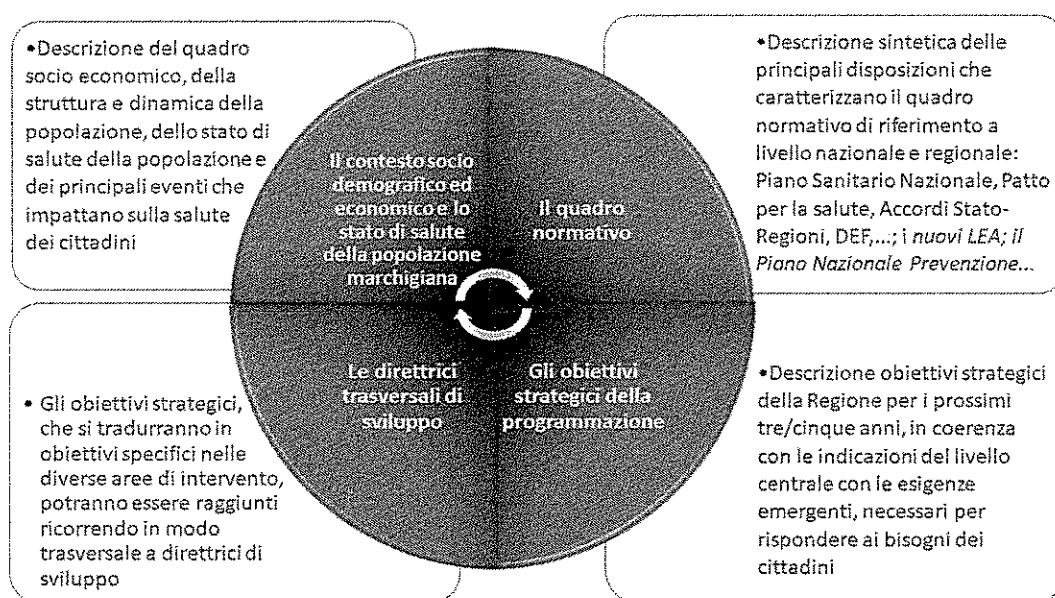 •Descrizione del quadro
socio economico, della
struttura e dinamica della
popolazione, dello stato di
salute della popolazione e
dei principali eventi che
impattano sulla salute
dei cittadini
•Descrizione sintetica delle
principali disposizioni che
caratterizzano il quadro
normativo di riferimento a
livello nazionale e regionale:
Piano Sanitario Nazionale, Patto
per la salute, Accordi Stato-
Regioni, DEF,...; i nuovi LEA; il
Piano Nazionale Prevenzione...
Il contesto socio
demografico ed
economico e lo
stato di salute
della popolazione
marchigiana
il quadro
normativo
Le direttrici
trasversali di
sviluppo
Gli obiettivi
strategici della
programmazione
• Gli obiettivi strategici,
che si tradurranno in
obiettivi specifici nelle
diverse aree di intervento,
potranno essere raggiunti
ricorrendo in modo
trasversale a direttrici di
sviluppo
•Descrizione obiettivi strategici
della Regione per i prossimi
tre/cinque anni, in coerenza
con le indicazioni del livello
centrale con le esigenze
emergenti, necessari per
rispondere ai bisogni dei
cittadini